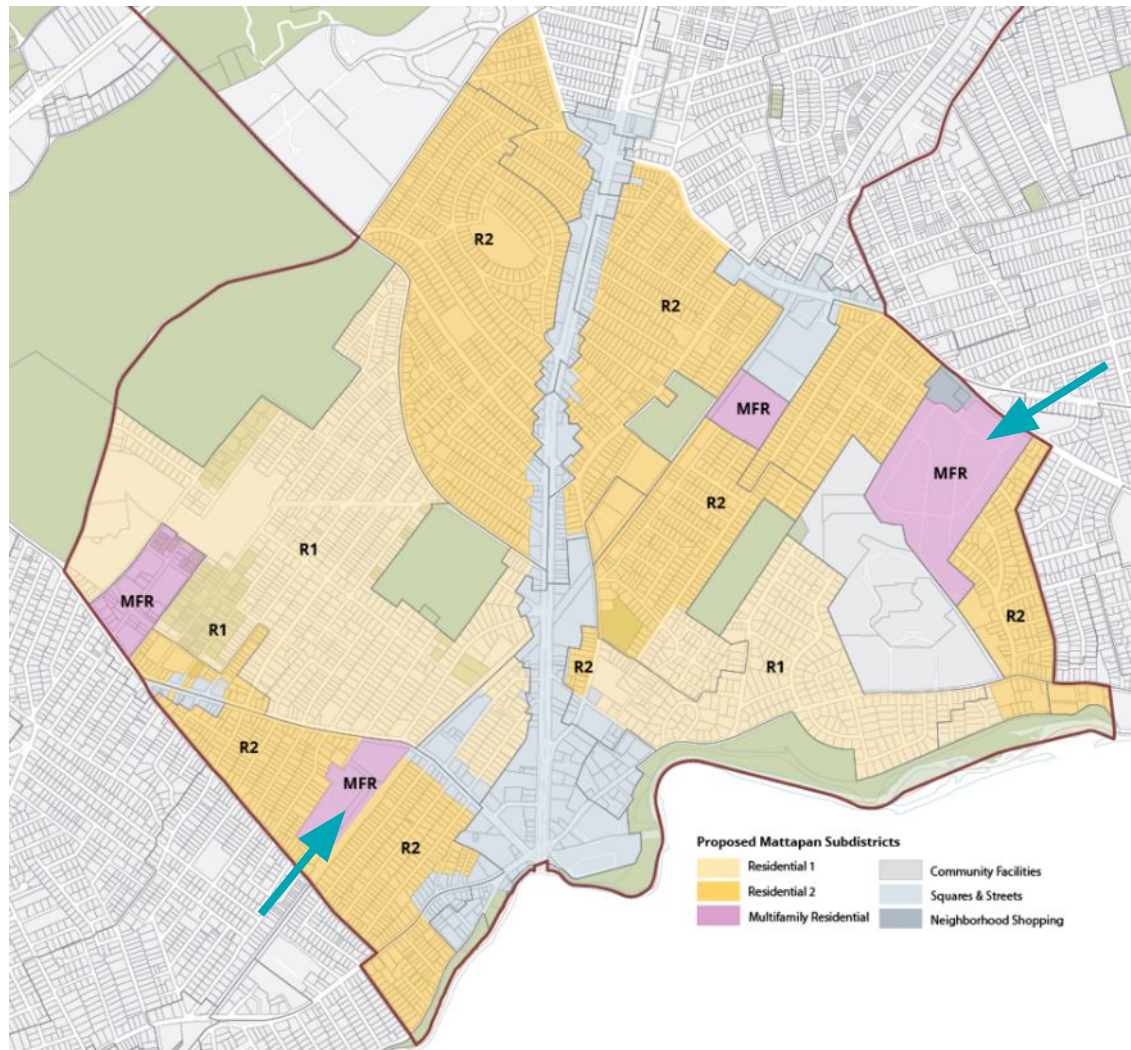 R2
R2
MFR
MFR
R2
R1
MFR
R1
R2
R2
R1
R2
MFR
R2
Proposed Mattapan Subdistricts
Residential 1
Residential 2
Multifamily Residential
Community Facilities
Squares & Streets
Neighborhood Shopping